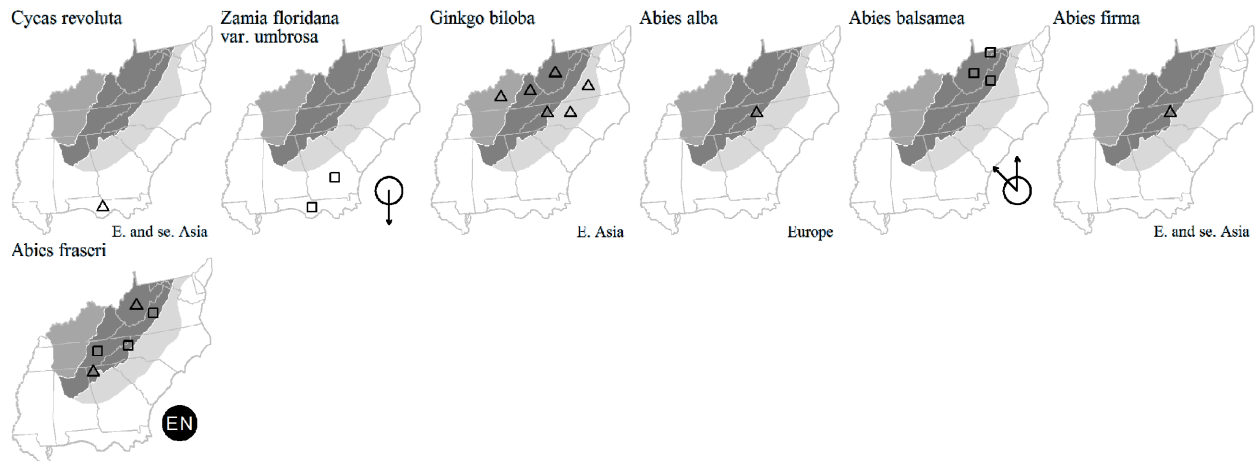 Cycas revoluta
E. and se. Asia
Zamia floridana
var. umbrosa
Ginkgo biloba
E. Asia
Abies alba
Europe
Abies balsamea
Abies firma
E. and se. Asia
Abies fraseri
EN